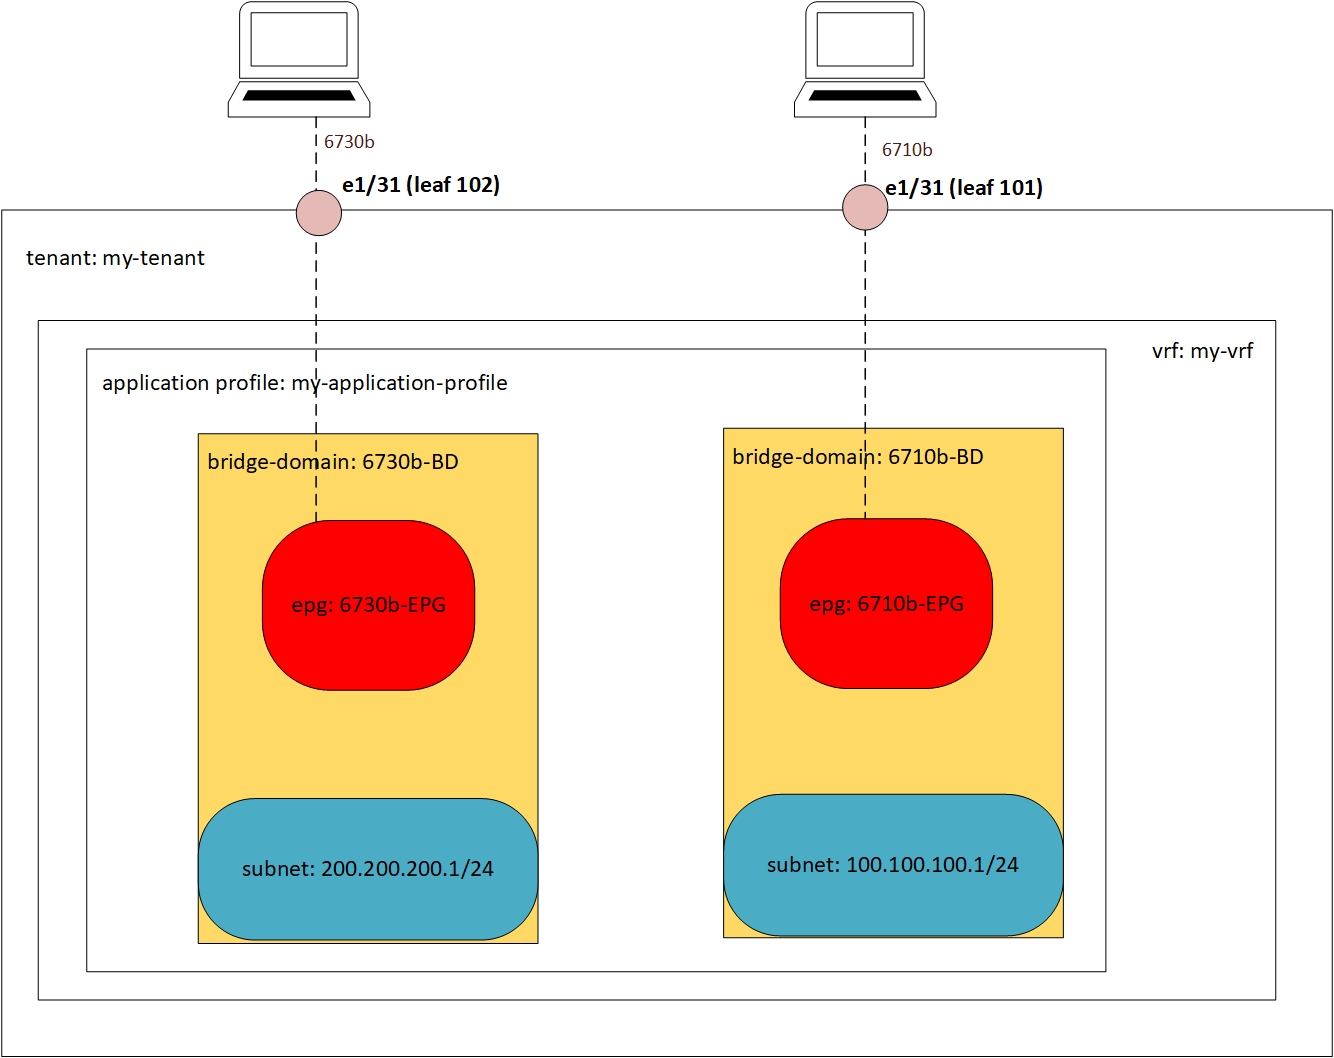 6730b
6710b
e1/31 (leaf 102)
e1/31 (leaf 101)
tenant: my-tenant
vrf: my-vrf
application profile: my-application-profile
bridge-domain: 6730b-BD
bridge-domain: 6710b-BD
epg: 6730b-EPG
epg: 6710b-EPG
subnet: 200.200.200.1/24
subnet: 100.100.100.1/24